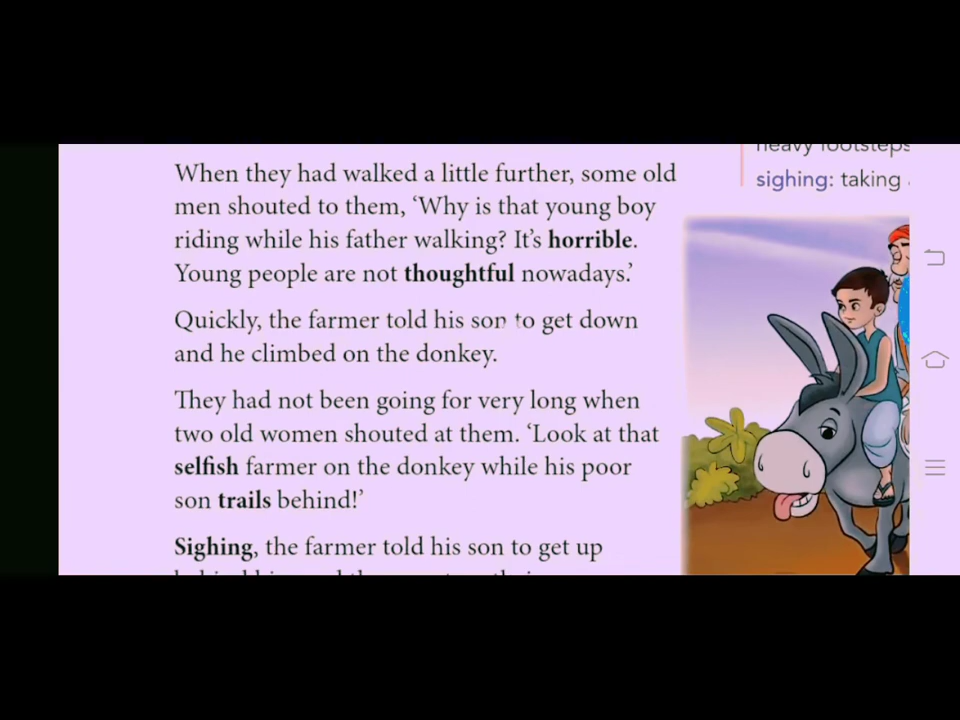 When they had walked a little further, some old
men shouted to them, ‘Why is that young boy
riding while his father walking? It’s horrible.
Young people are not thoughtful nowadays.’
Quickly, the farmer told his son to get down
and he climbed on the donkey.
They had not been going for very long when
two old women shouted at them. ‘Look at that
selfish farmer on the donkey while his poor
son trails behind!’
Sighing, the farmer told his son to get up
heavy footsteps
sighing: taking